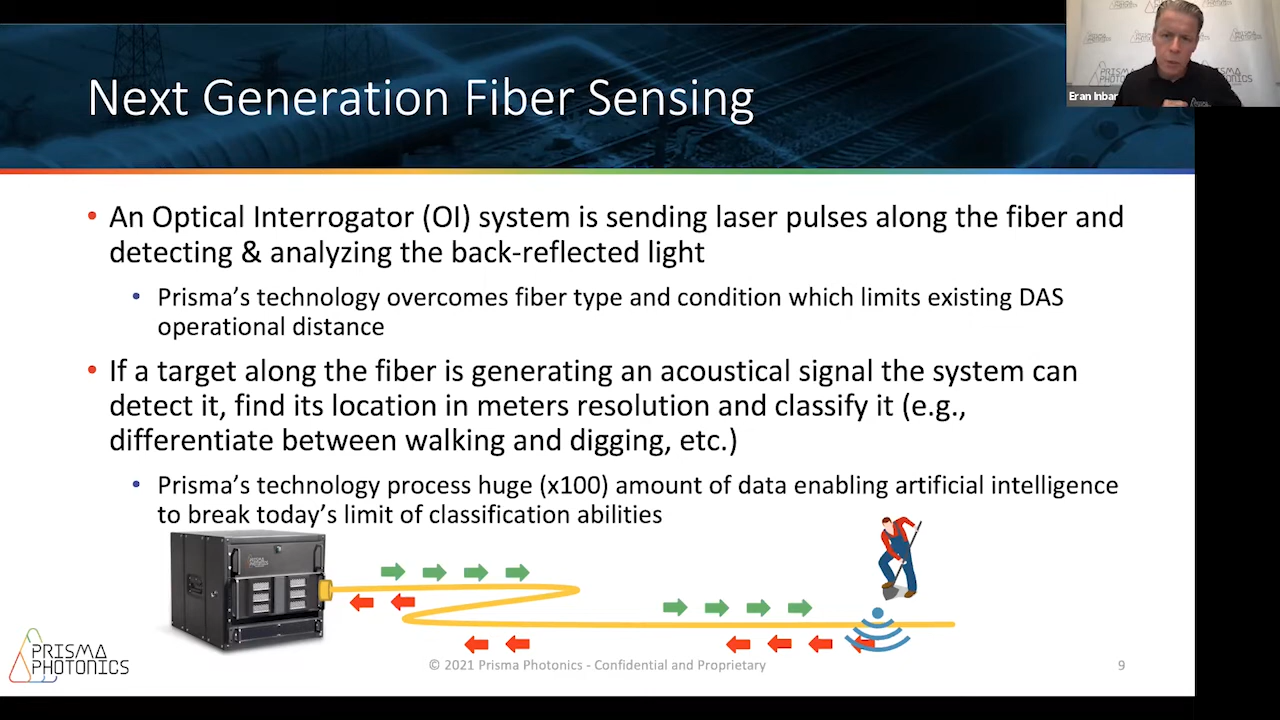 Next Generation Fiber Sensing
PRISMA
PHOTONICS
Eran Inbar
• An Optical Interrogator (OI) system is sending laser pulses along the fiber and
detecting & analyzing the back-reflected light
• Prisma's technology overcomes fiber type and condition which limits existing DAS
operational distance
• If a target along the fiber is generating an acoustical signal the system can
detect it, find its location in meters resolution and classify it (e.g.,
differentiate between walking and digging, etc.)
• Prisma's technology process huge (x100) amount of data enabling artificial intelligence
to break today's limit of classification abilities
PRISMA
PHOTONICS
PRISMA
PHOTONICS
© 2021 Prisma Photonics - Confidential and Proprietary
9